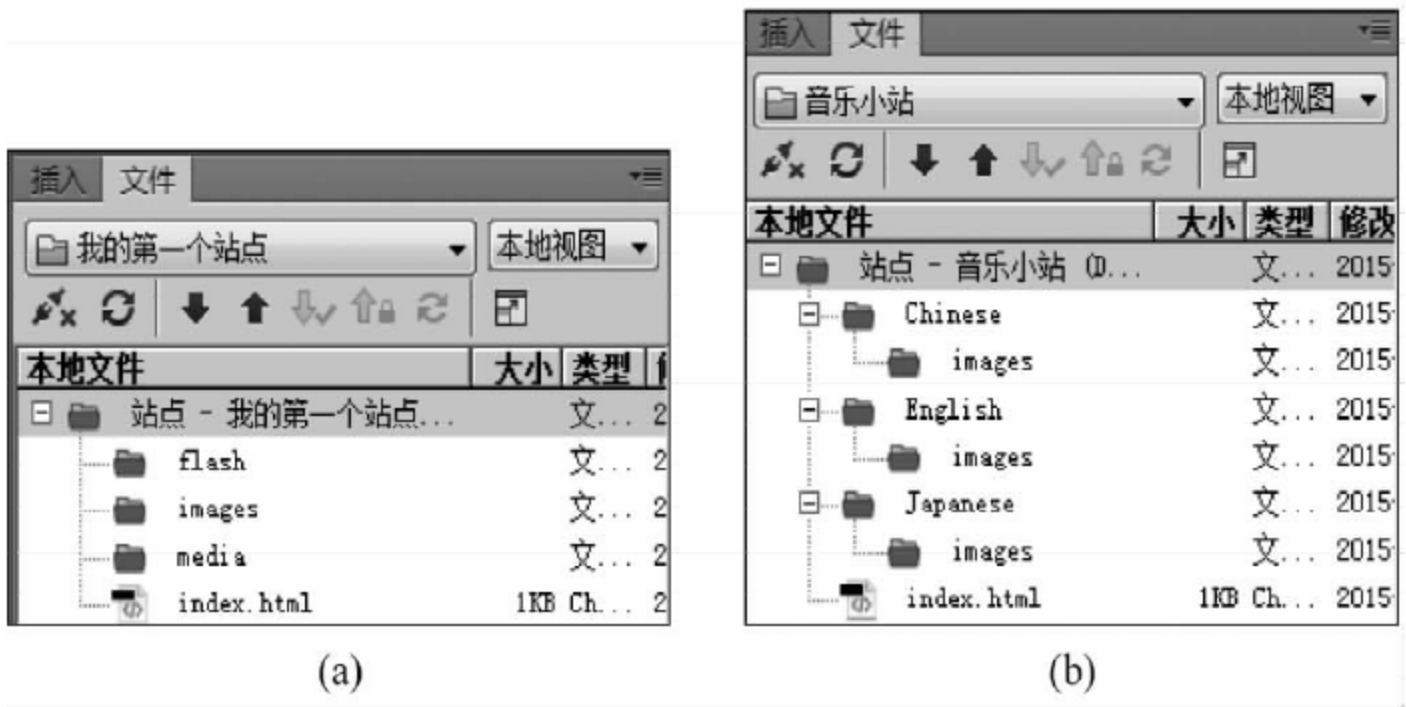 插入 文件
我的第一个站点 本地视图
本地文件 大小 类型
站点 - 我的第一个站点... 文... 2
flash 文... 2
images 文... 2
media 文... 2
index.html 1KB Ch... 2
(a)
插入 文件
音乐小站 本地视图
本地文件 大小 类型 修改
站点 - 音乐小站 (D... 文... 2015
Chinese 文... 2015
images 文... 2015
English 文... 2015
images 文... 2015
Japanese 文... 2015
images 文... 2015
index.html 1KB Ch... 2015
(b)